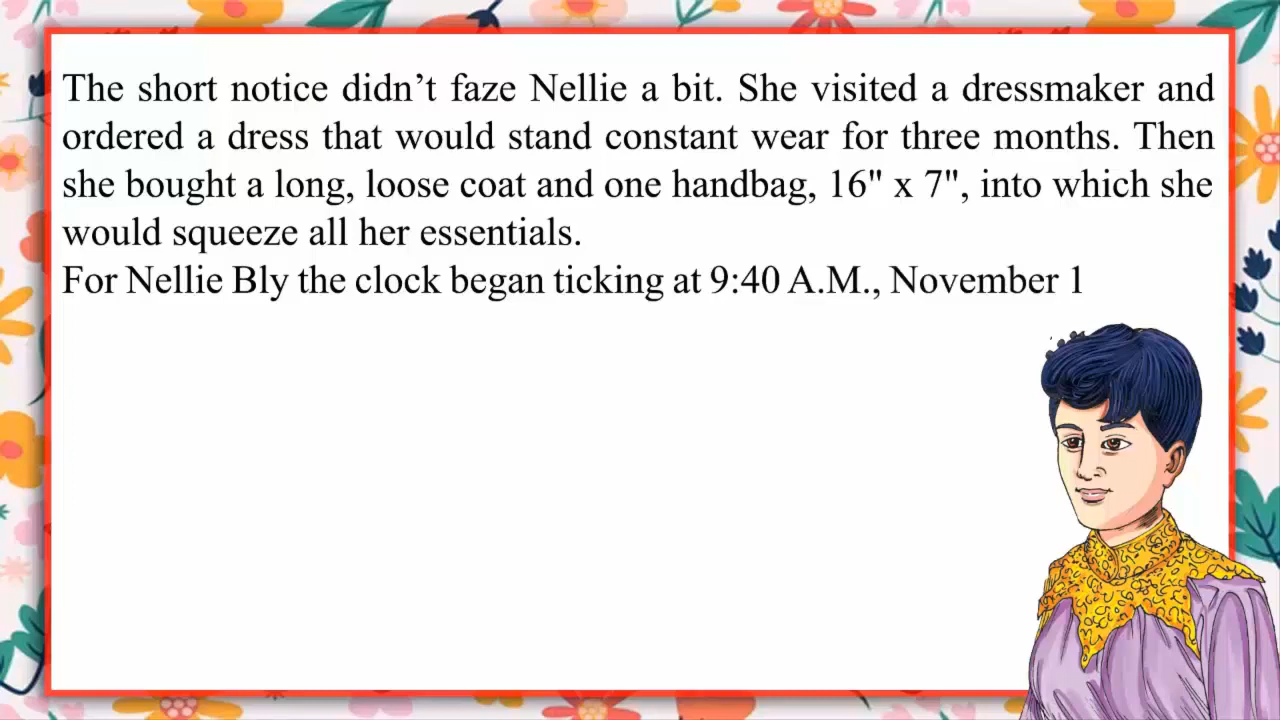 The short notice didn’t faze Nellie a bit. She visited a dressmaker and
ordered a dress that would stand constant wear for three months. Then
she bought a long, loose coat and one handbag, 16" x 7", into which she
would squeeze all her essentials.
For Nellie Bly the clock began ticking at 9:40 A.M., November 1